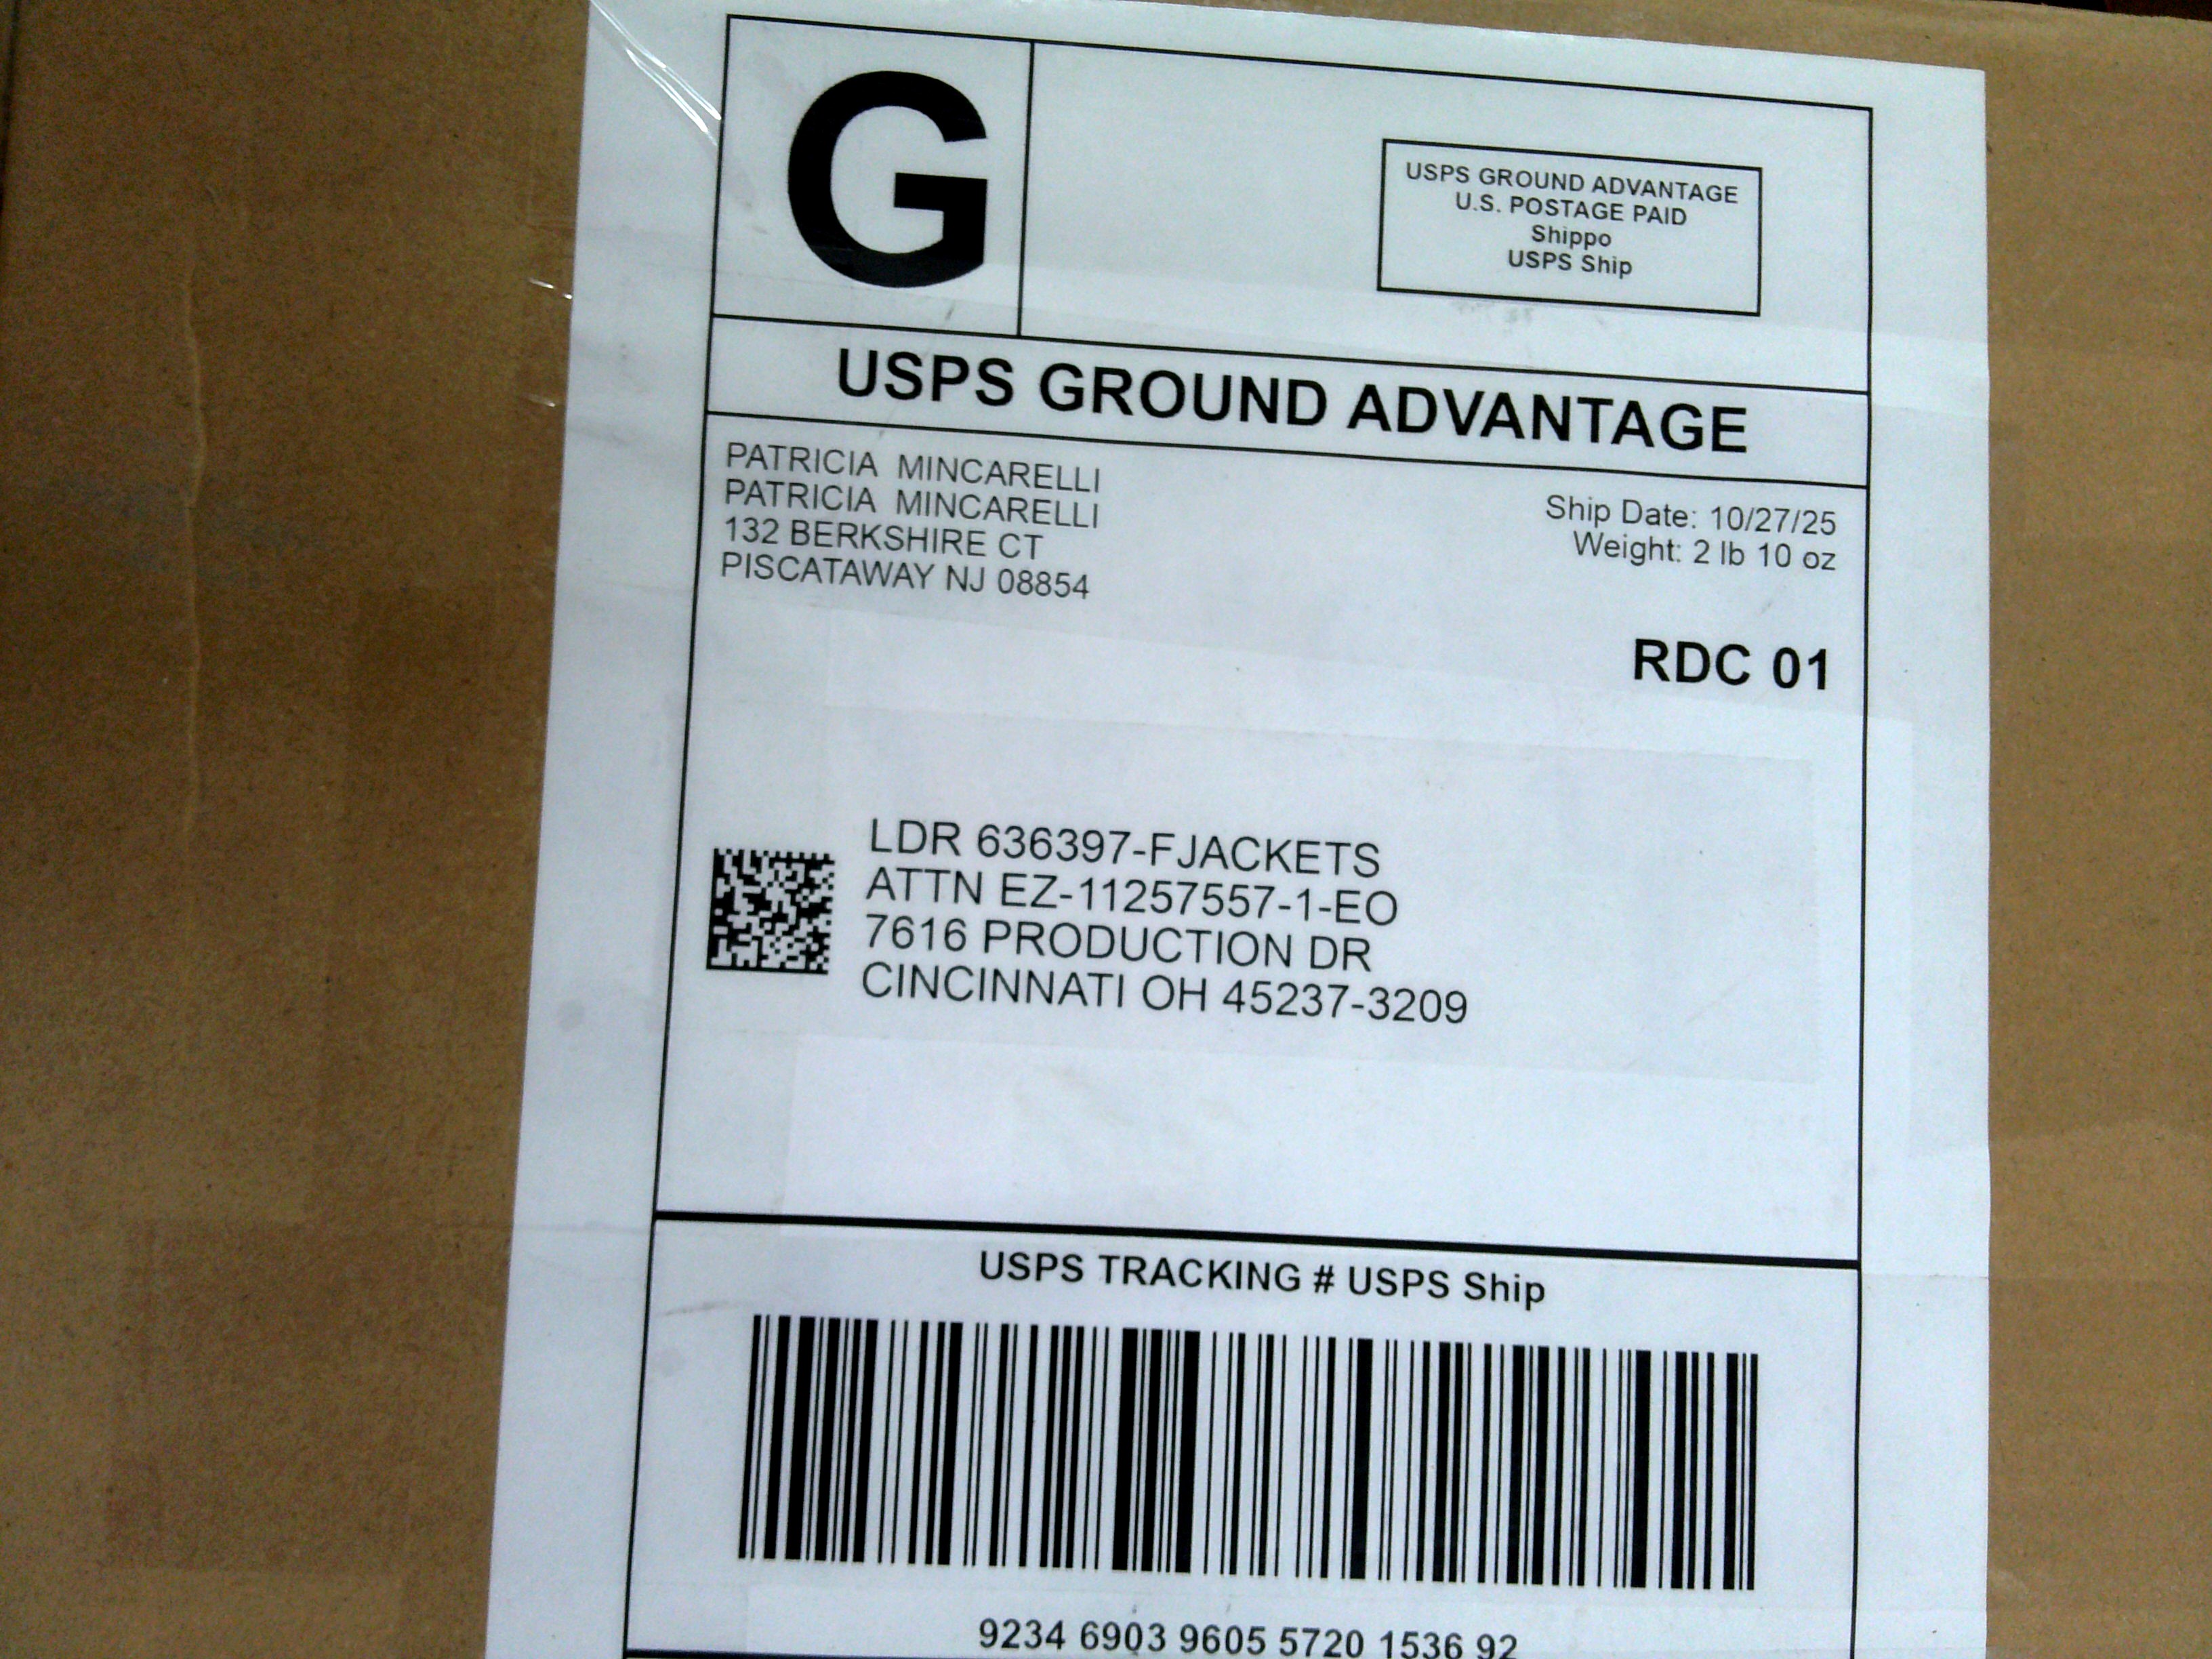 G
USPS GROUND ADVANTAGE
U.S. POSTAGE PAID
Shippo
USPS Ship
USPS GROUND ADVANTAGE
PATRICIA MINCARELLI
PATRICIA MINCARELLI
132 BERKSHIRE CT
PISCATAWAY NJ 08854
Ship Date: 10/27/25
Weight: 2 lb 10 oz
RDC 01
LDR 636397-FJACKETS
ATTN EZ-11257557-1-EO
7616 PRODUCTION DR
CINCINNATI OH 45237-3209
USPS TRACKING # USPS Ship
9234 6903 9605 5720 1536 92